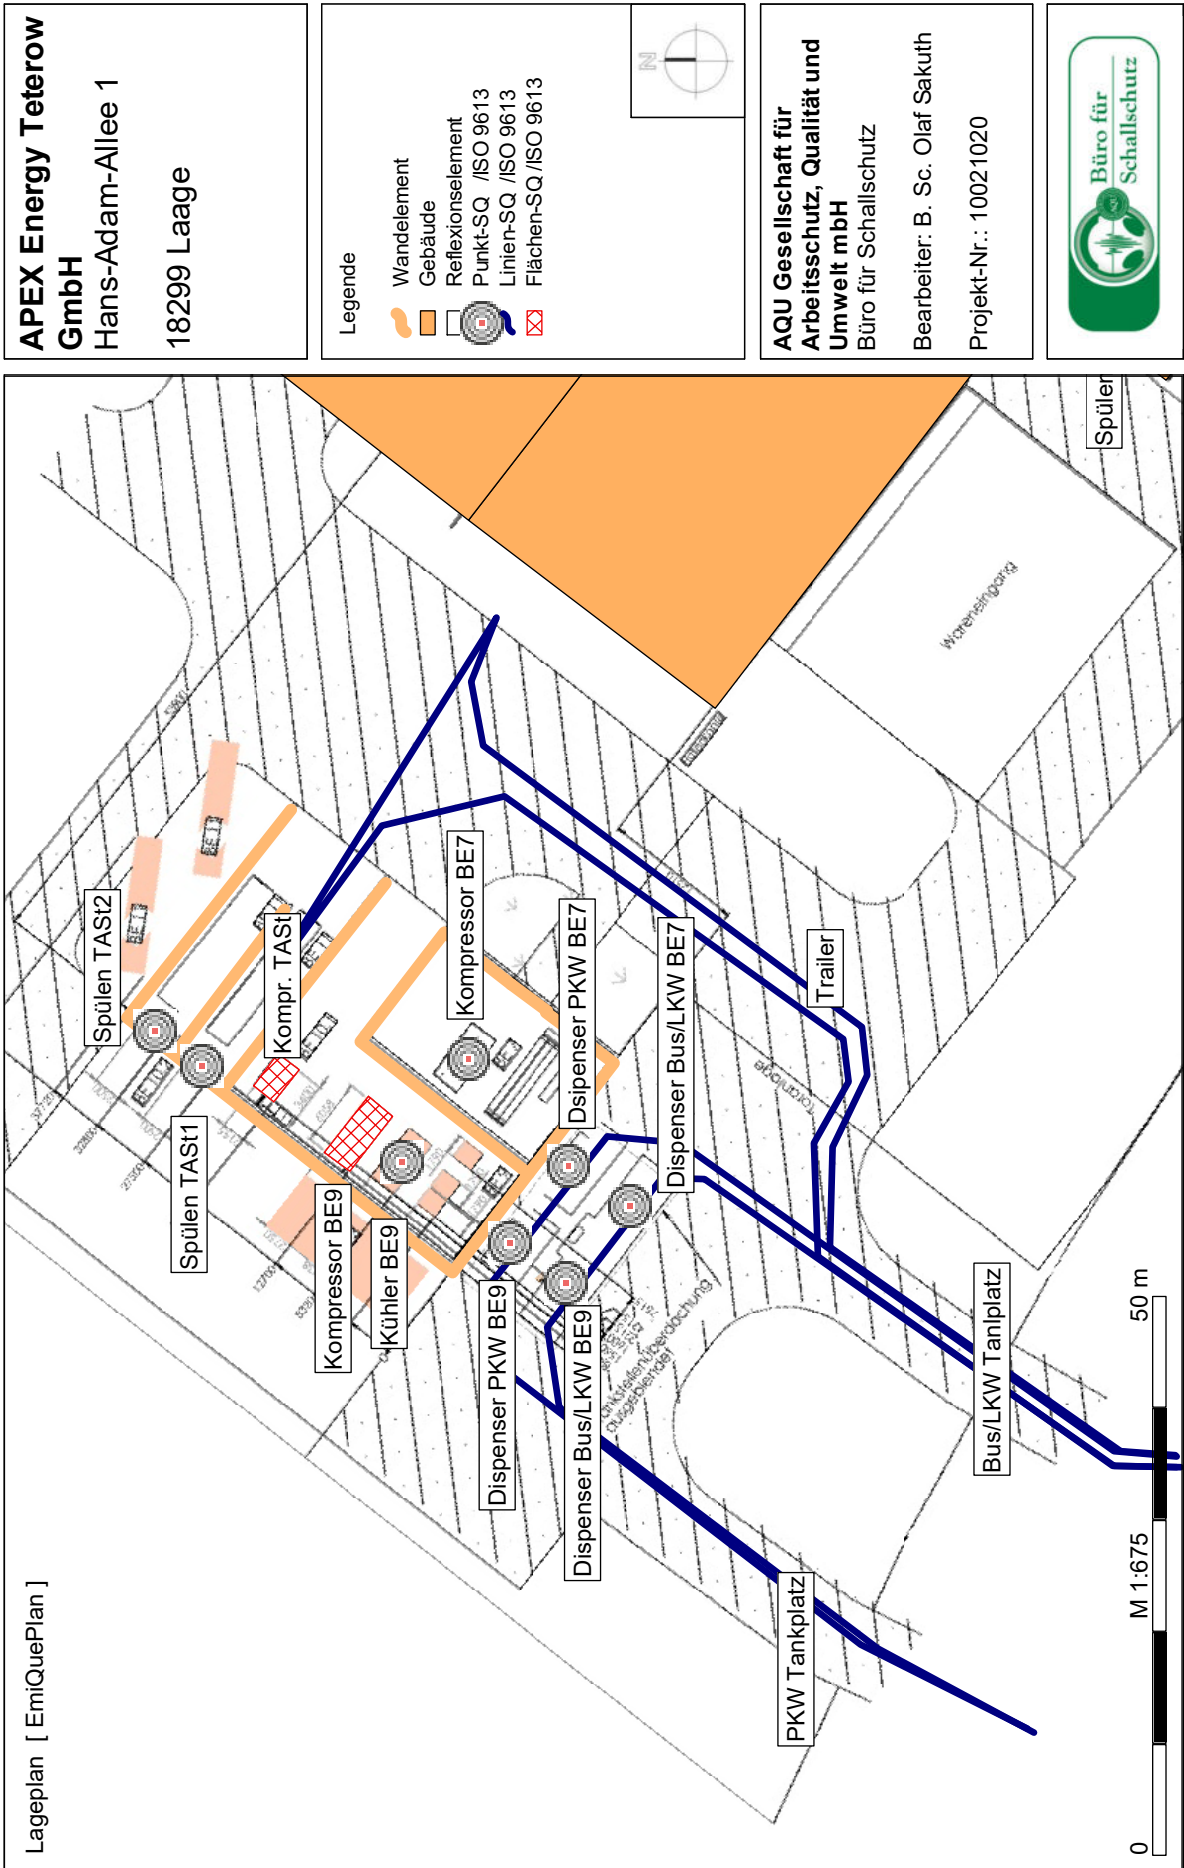 Lageplan [ EmiQuePlan ]
APEX Energy Teterow
GmbH
Hans-Adam-Allee 1
18299 Laage
Legende
Wandelement
Gebäude
Reflexionselement
Punkt-SQ /ISO 9613
Linien-SQ /ISO 9613
Flächen-SQ /ISO 9613
N
AQU Gesellschaft für
Arbeitsschutz, Qualität und
Umwelt mbH
Büro für Schallschutz
Bearbeiter: B. Sc. Olaf Sakuth
Projekt-Nr.: 10021020
Büro für
Schallschutz
Spülen TASt2
Spülen TASt1
Kompr. TASt
Kompressor BE7
Kompressor BE9
Kühler BE9
Dsipenser PKW BE7
Dispenser Bus/LKW BE7
Dispenser PKW BE9
Dispenser Bus/LKW BE9
Trailer
Bus/LKW Tanlplatz
PKW Tankplatz
Spüler
Wareneingang
Toranlage
ausgeblendet
0
M 1:675
50 m